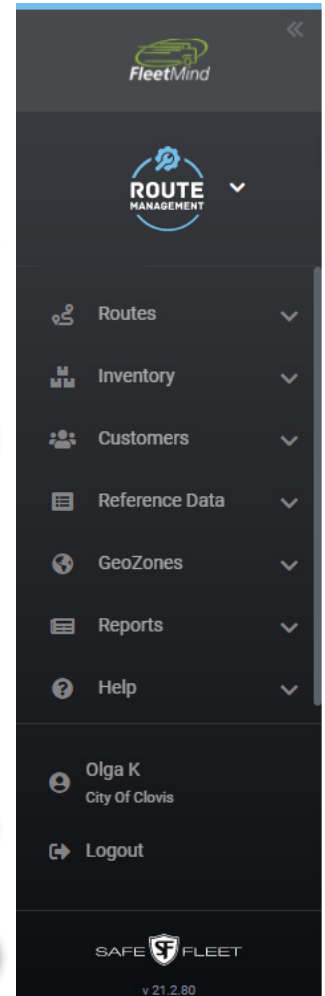 FleetMind
ROUTE
MANAGEMENT
Routes
Inventory
Customers
Reference Data
GeoZones
Reports
Help
Olga K
City Of Clovis
Logout
SAFE SF FLEET
v 21.2.80